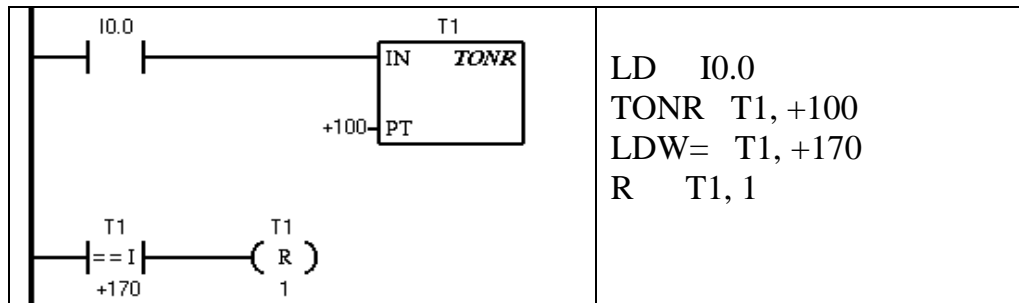 I0.0
T1
IN TONR
+100 PT
T1
==I
+170
T1
R
1
LD I0.0
TONR T1, +100
LDW= T1, +170
R T1, 1